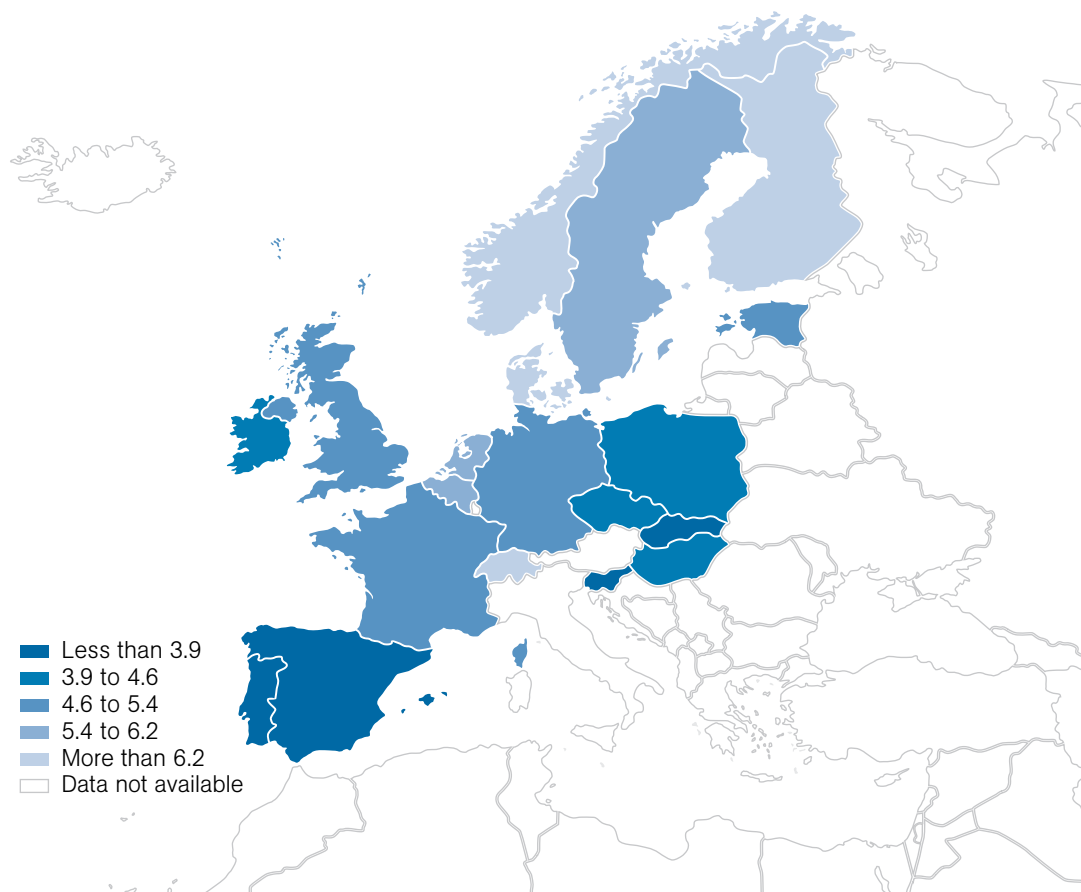 Less than 3.9
3.9 to 4.6
4.6 to 5.4
5.4 to 6.2
More than 6.2
Data not available